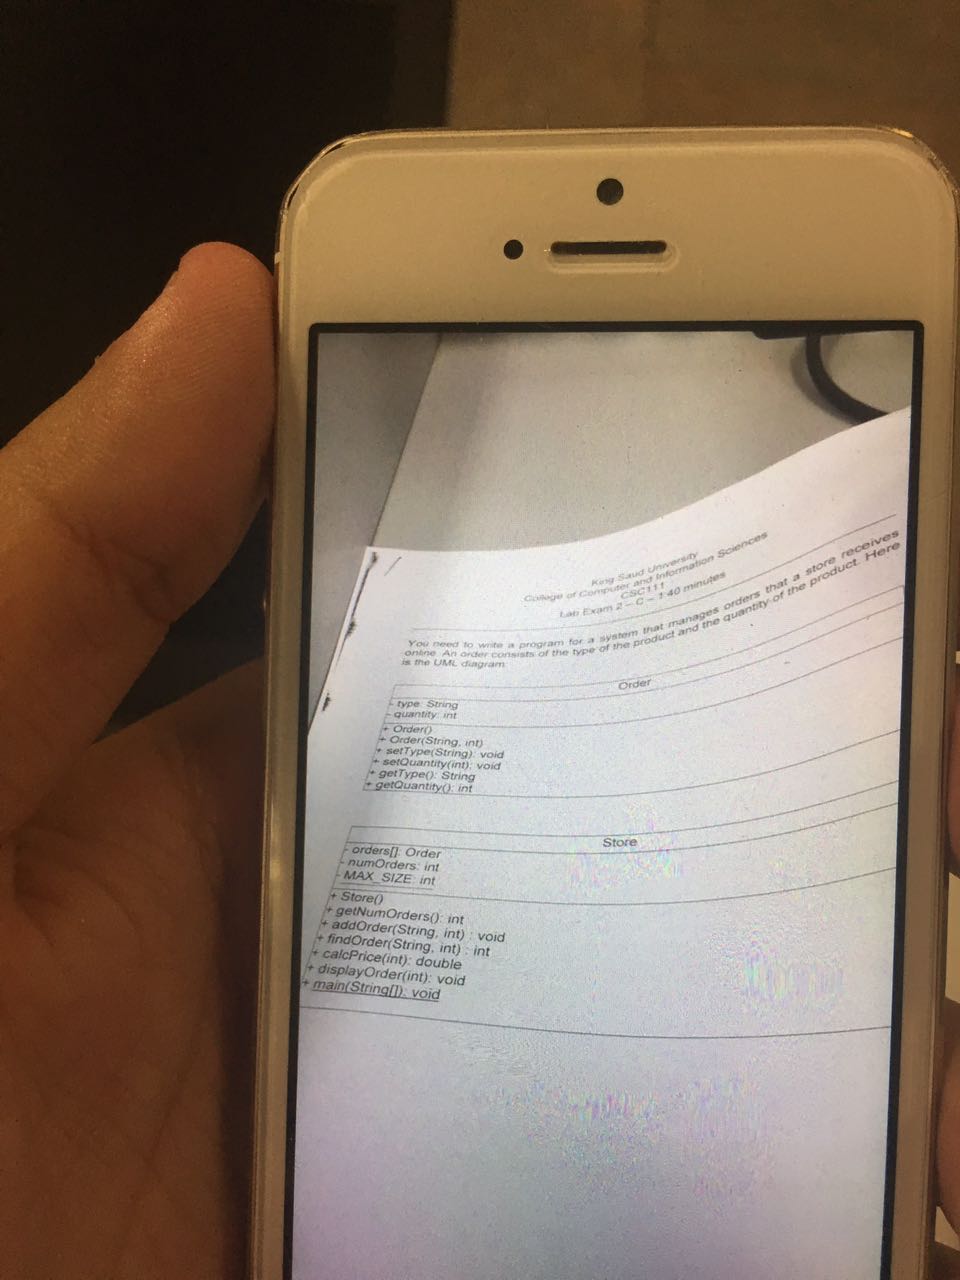 King Saud University
College of Computer and Information Sciences
CSC111
Lab Exam 2 – C – 1:40 minutes
You need to write a program for a system that manages orders that a store receives
online. An order consists of the type of the product and the quantity of the product. Here
is the UML diagram
Order
- type: String
- quantity: int
+ Order()
+ Order(String, int)
+ setType(String): void
+ setQuantity(int): void
+ getType(): String
+ getQuantity(): int
Store
- orders[]: Order
- numOrders: int
- MAX_SIZE: int
+ Store()
+ getNumOrders(): int
+ addOrder(String, int) : void
+ findOrder(String, int) : int
+ calcPrice(int): double
+ displayOrder(int): void
+ main(String[]): void